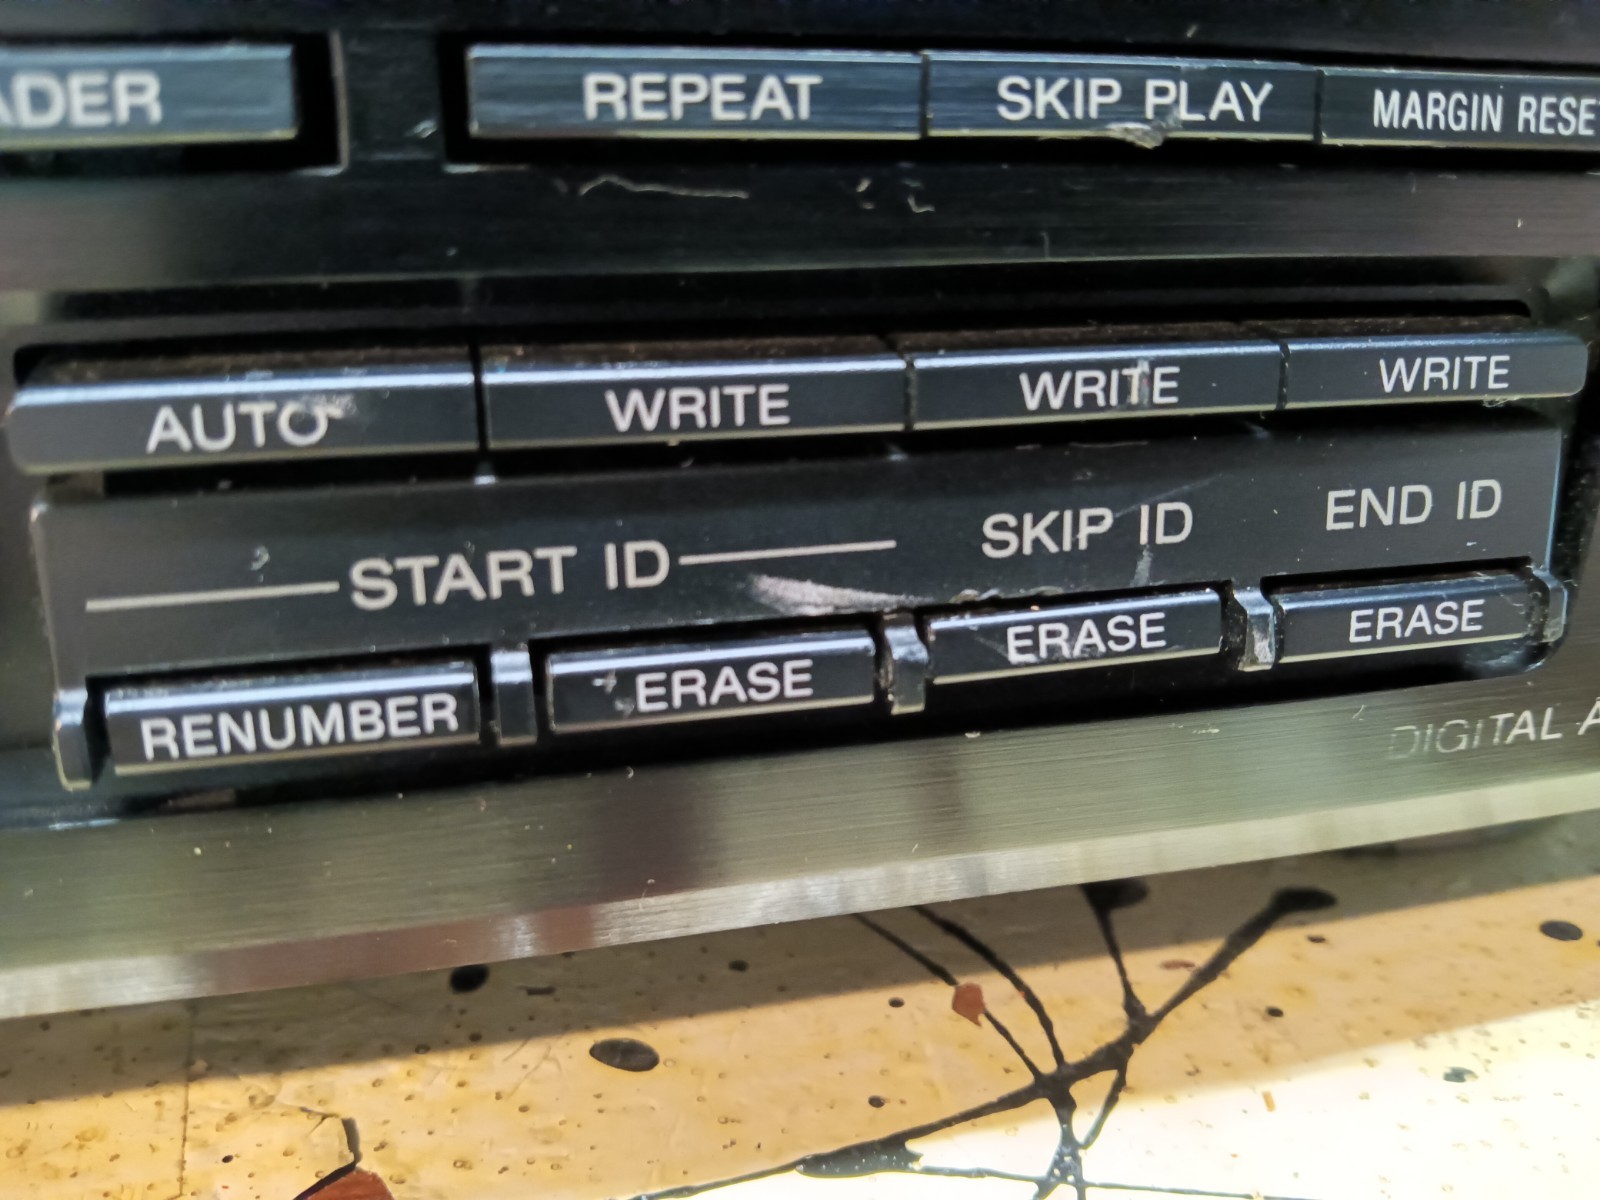 ADER REPEAT SKIP PLAY MARGIN RESE
AUTO WRITE WRITE WRITE
START ID SKIP ID END ID
RENUMBER ERASE ERASE ERASE
DIGITAL A